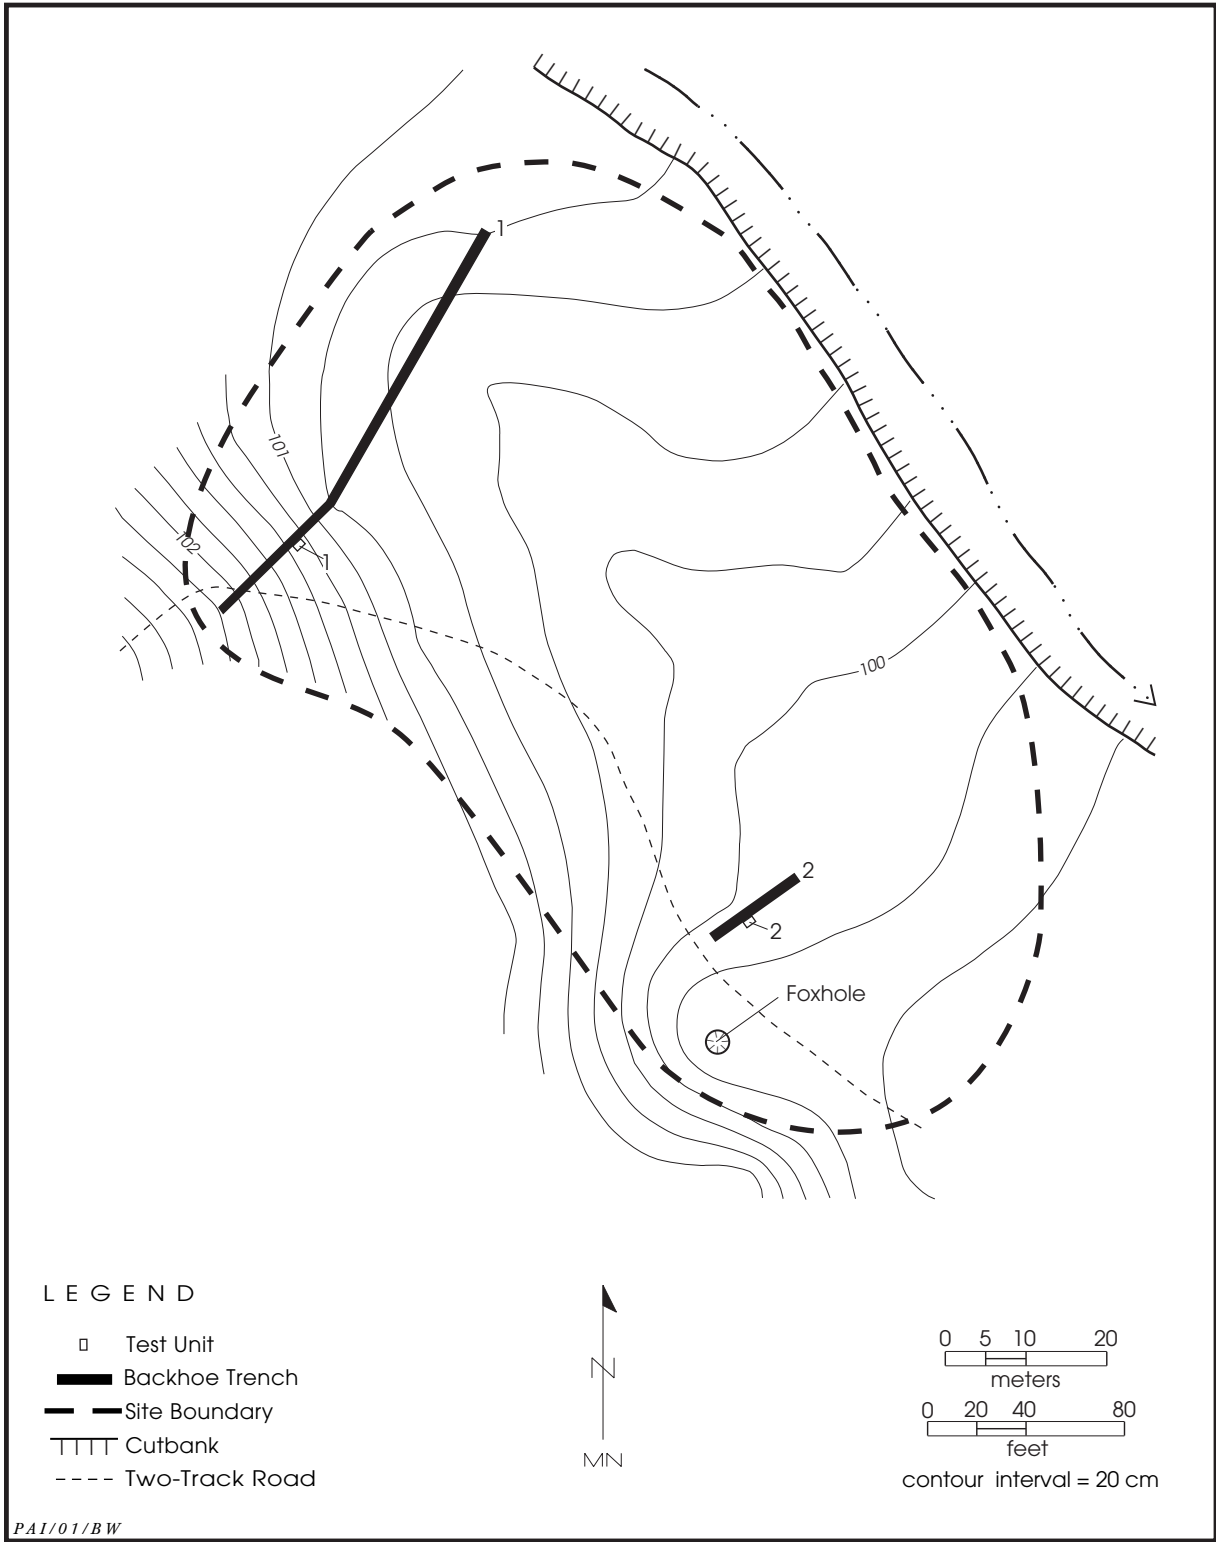 1
101
102
1
100
2
2
Foxhole
LEGEND
Test Unit
Backhoe Trench
Site Boundary
Cutbank
Two-Track Road
N
MN
0 5 10 20
meters
0 20 40 80
feet
contour interval = 20 cm
PAI/01/BW